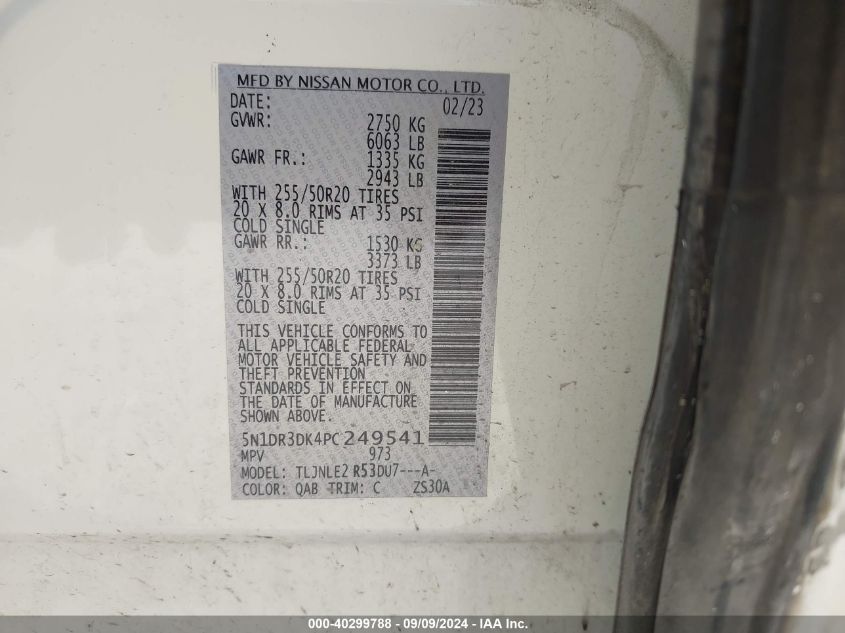 MFD BY NISSAN MOTOR CO., LTD.
DATE: 02/23
GVWR: 2750 KG
6063 LB
GAWR FR.: 1335 KG
2943 LB
WITH 255/50R20 TIRES
20 X 8.0 RIMS AT 35 PSI
COLD SINGLE
GAWR RR.: 1530 KG
3373 LB
WITH 255/50R20 TIRES
20 X 8.0 RIMS AT 35 PSI
COLD SINGLE
THIS VEHICLE CONFORMS TO
ALL APPLICABLE FEDERAL
MOTOR VEHICLE SAFETY AND
THEFT PREVENTION
STANDARDS IN EFFECT ON
THE DATE OF MANUFACTURE
SHOWN ABOVE.
5N1DR3DK4PC249541
MPV 973
MODEL: TLJNLE2 R53DU7---A-
COLOR: QAB TRIM: C ZS30A
000-40299788 - 09/09/2024 - IAA Inc.